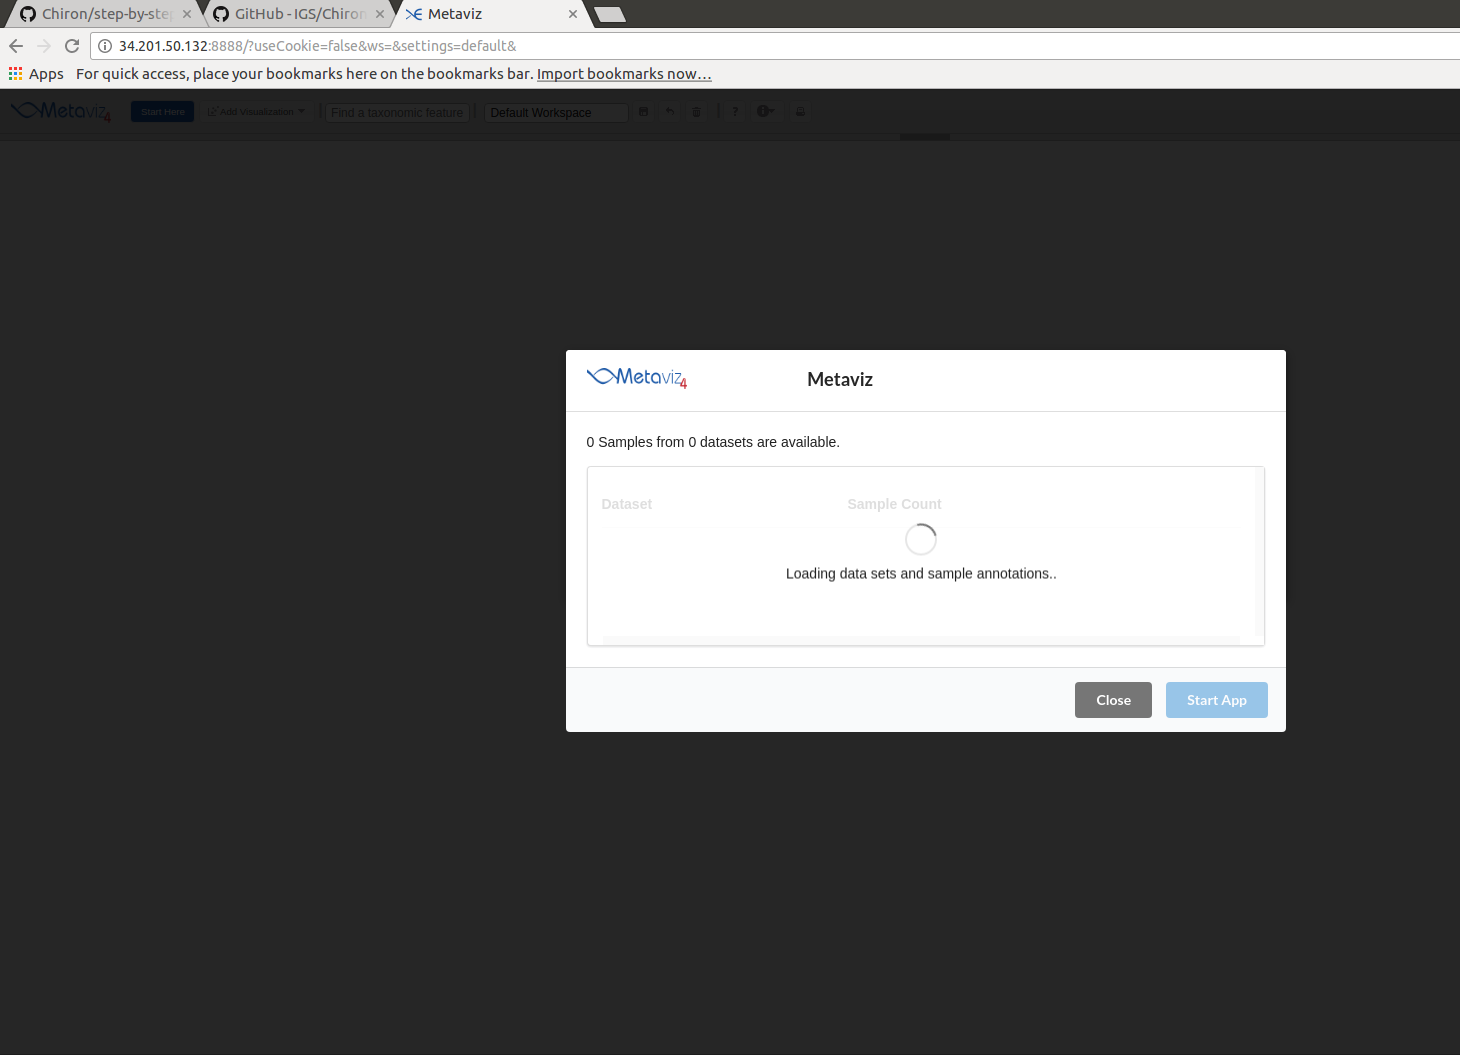 Chiron/step-by-step
GitHub - IGS/Chiron
Metaviz
34.201.50.132:8888/?useCookie=false&ws=&settings=default&
Apps For quick access, place your bookmarks here on the bookmarks bar. Import bookmarks now…
Metaviz4 Start Here Add Visualization Find a taxonomic feature Default Workspace ?
Metaviz4 Metaviz
0 Samples from 0 datasets are available.
Dataset Sample Count
Loading data sets and sample annotations..
Close Start App